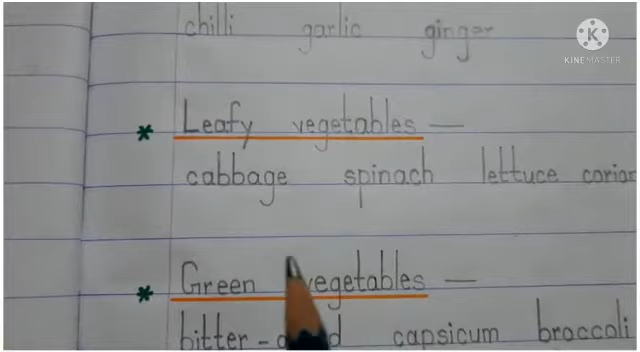 chilli garlic ginger
K
KINEMASTER
* Leafy vegetables —
cabbage spinach lettuce
* Green vegetables —
capsicum broccoli